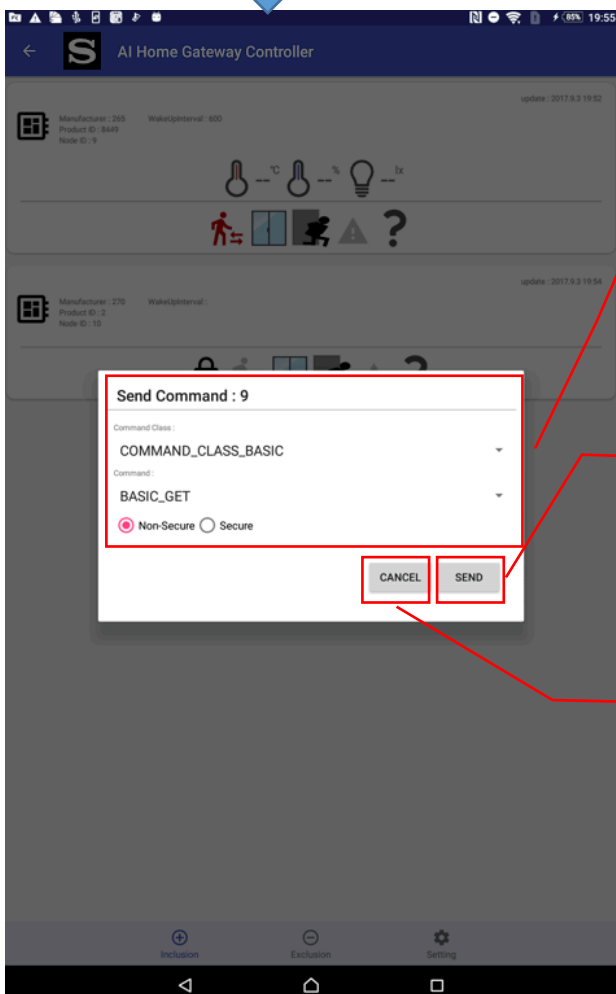 85% 19:55
S AI Home Gateway Controller
update : 2017.9.3 19:52
Manufacturer : 265 WakeUpInterval : 600
Product ID : 8449
Node ID : 9
--°C --% --lx
?
update : 2017.9.3 19:54
Manufacturer : 270 WakeUpInterval :
Product ID : 2
Node ID : 10
?
Send Command : 9
Command Class :
COMMAND_CLASS_BASIC
Command :
BASIC_GET
Non-Secure Secure
CANCEL SEND
Inclusion Exclusion Setting